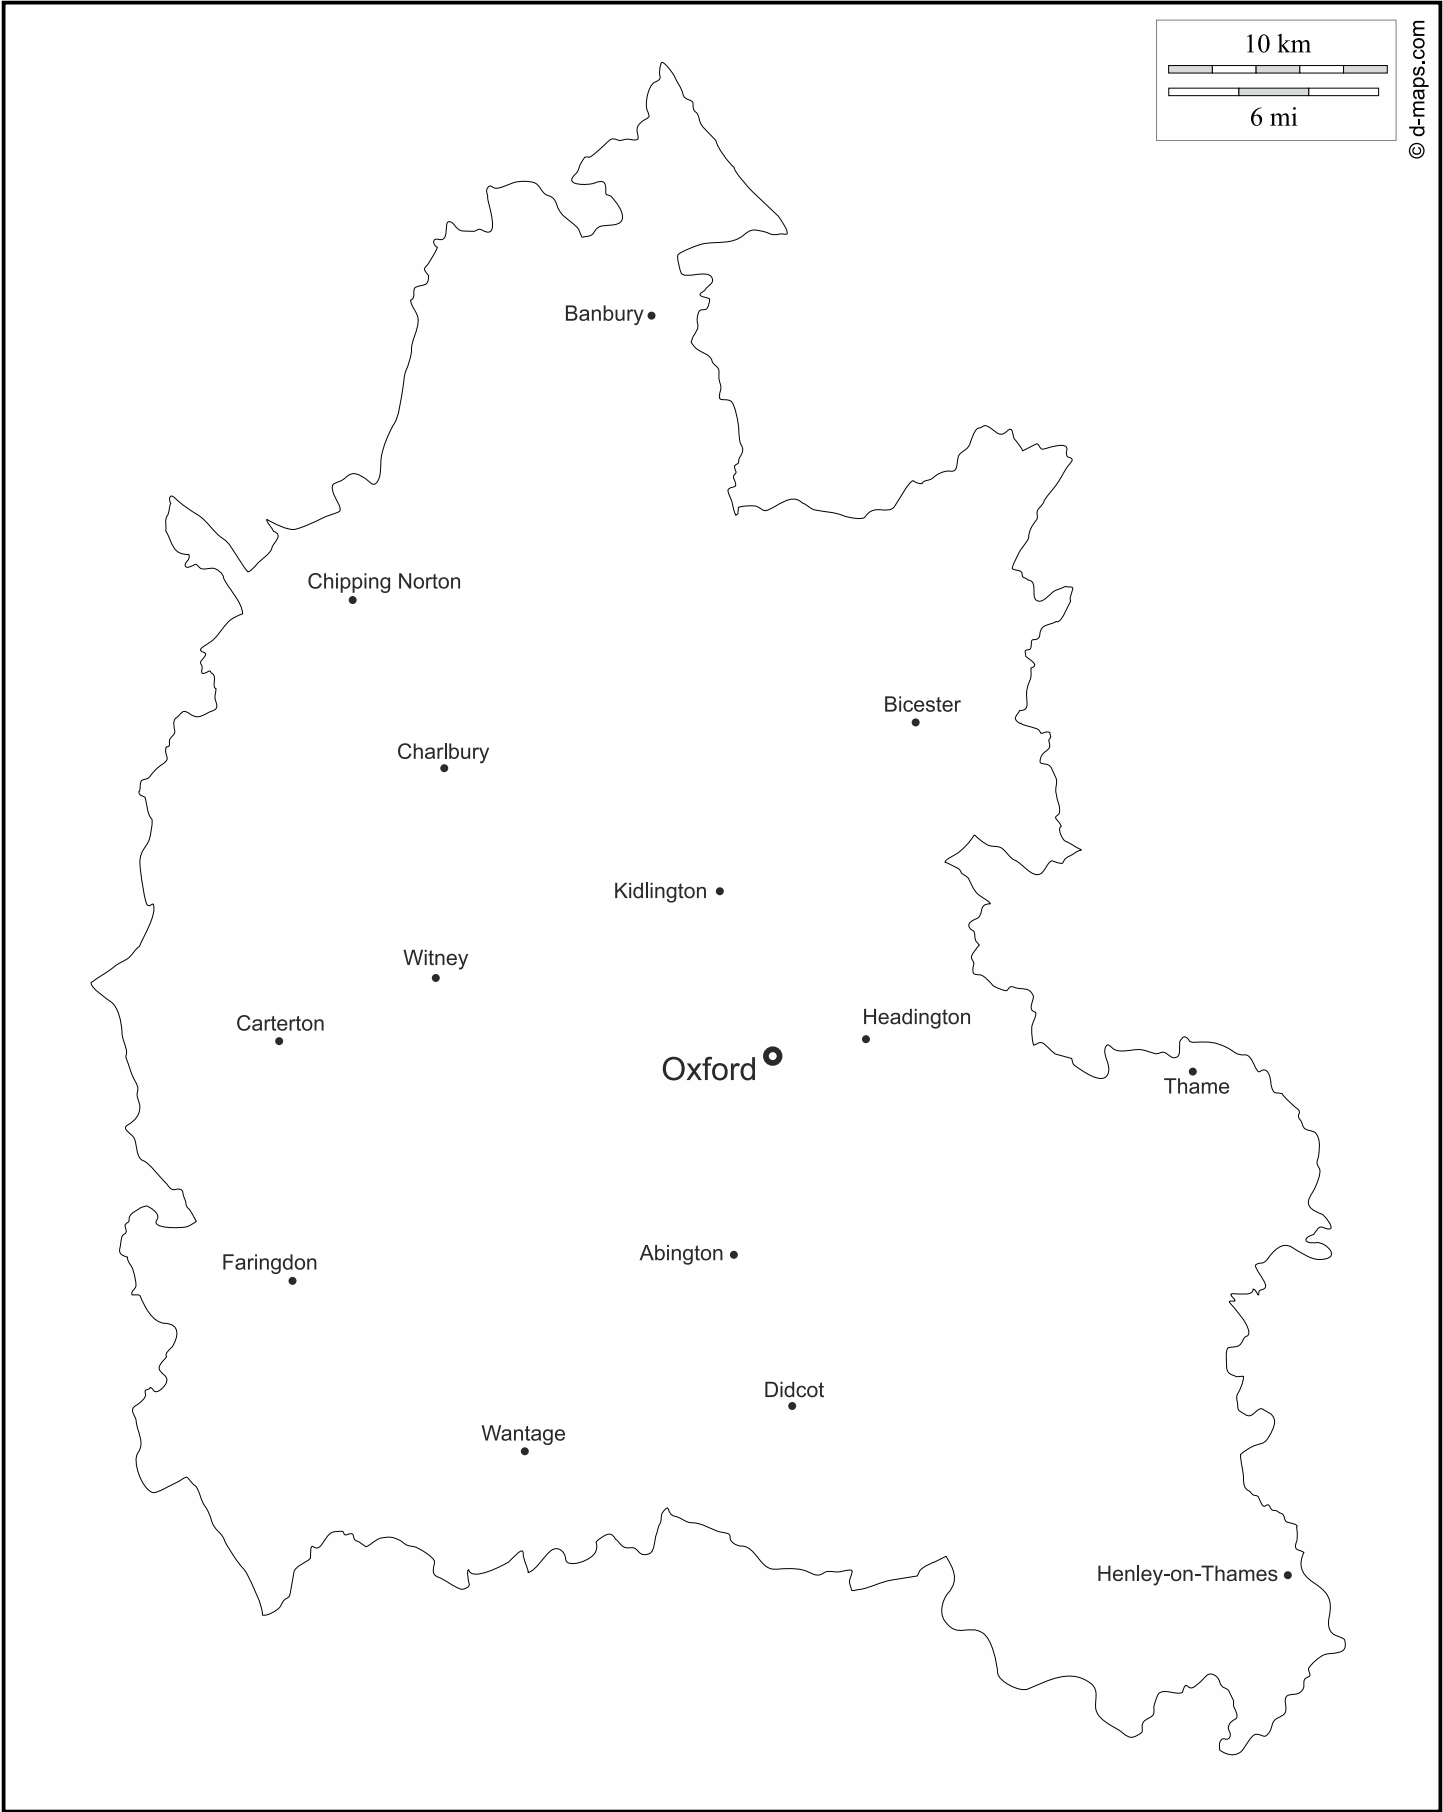 10 km
6 mi
© d-maps.com
Banbury
Chipping Norton
Bicester
Charlbury
Kidlington
Witney
Headington
Carterton
Oxford
Thame
Abington
Faringdon
Didcot
Wantage
Henley-on-Thames